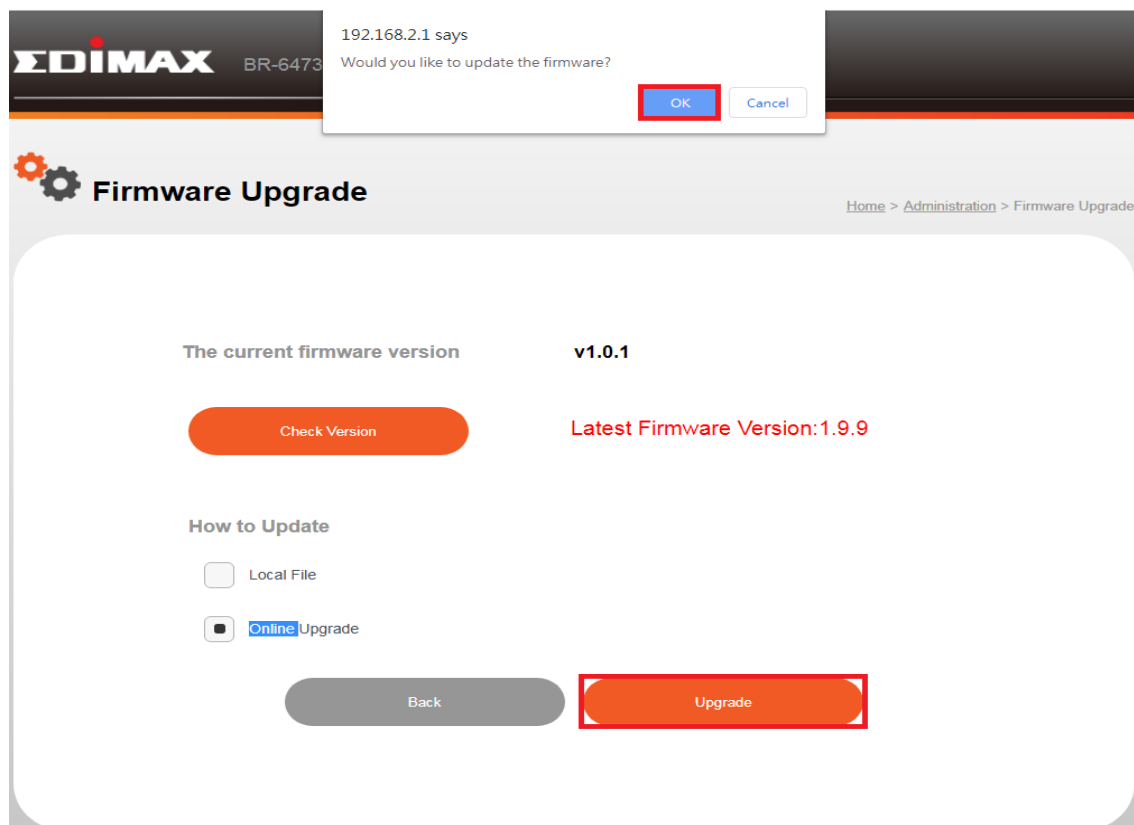 192.168.2.1 says
EDIMAX BR-6473
Would you like to update the firmware?
OK Cancel
Firmware Upgrade
Home > Administration > Firmware Upgrade
The current firmware version v1.0.1
Check Version Latest Firmware Version:1.9.9
How to Update
Local File
Online Upgrade
Back Upgrade